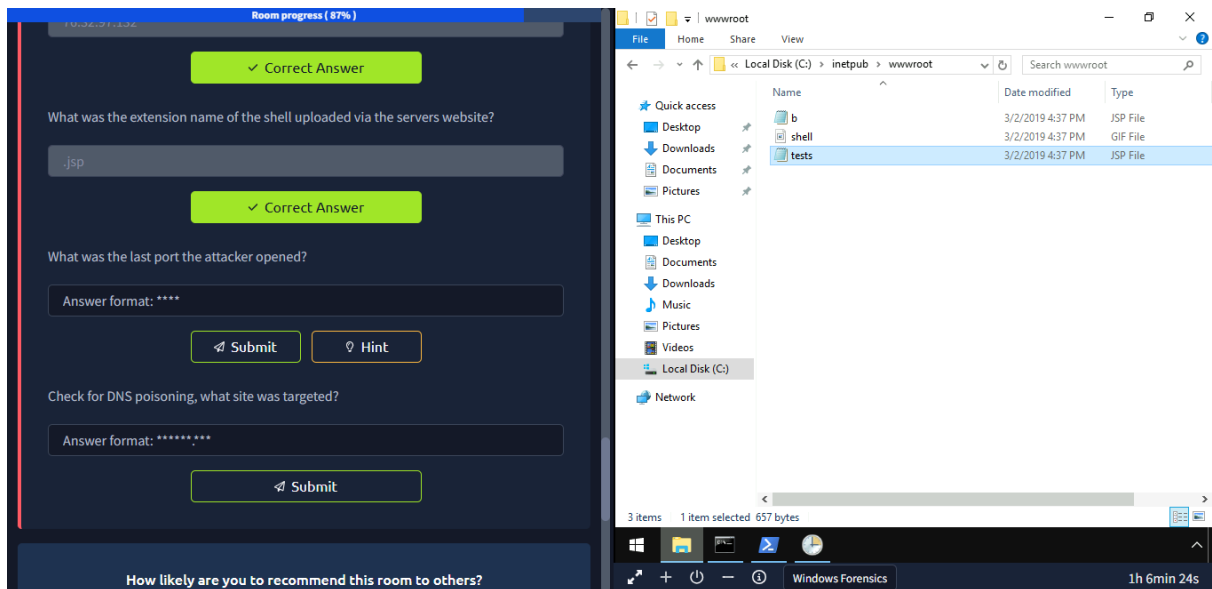 Room progress ( 87% )
76.32.97.132
✓ Correct Answer
What was the extension name of the shell uploaded via the servers website?
.jsp
✓ Correct Answer
What was the last port the attacker opened?
Answer format: ****
Submit
Hint
Check for DNS poisoning, what site was targeted?
Answer format: ******.***
Submit
How likely are you to recommend this room to others?
wwwroot
File Home Share View
« Local Disk (C:) › inetpub › wwwroot
Search wwwroot
Name Date modified Type
b 3/2/2019 4:37 PM JSP File
shell 3/2/2019 4:37 PM GIF File
tests 3/2/2019 4:37 PM JSP File
Quick access
Desktop
Downloads
Documents
Pictures
This PC
Desktop
Documents
Downloads
Music
Pictures
Videos
Local Disk (C:)
Network
3 items 1 item selected 657 bytes
Windows Forensics
1h 6min 24s